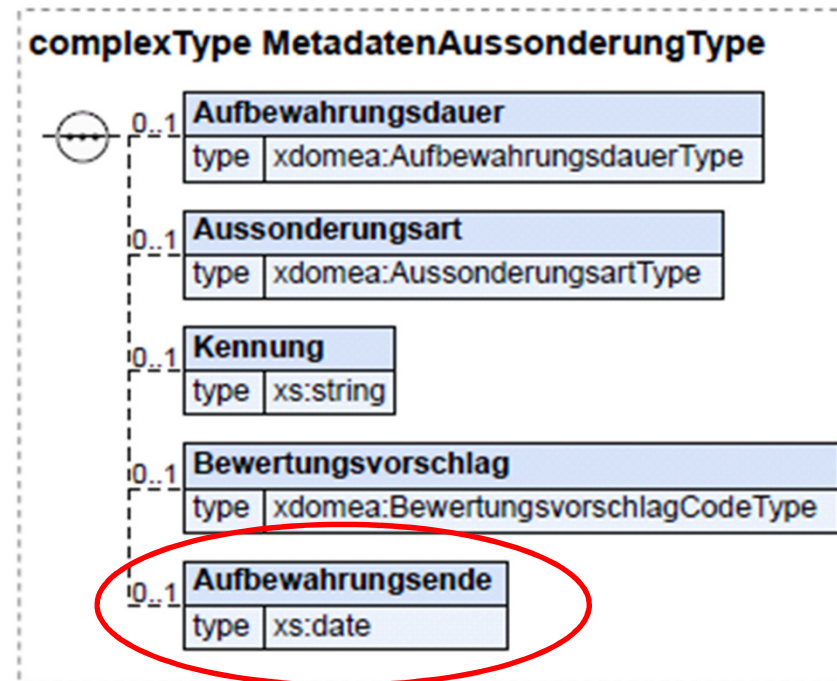 complexType MetadatenAussonderungType
0..1 Aufbewahrungsdauer
type xdomea:AufbewahrungsdauerType
0..1 Aussonderungsart
type xdomea:AussonderungsartType
0..1 Kennung
type xs:string
0..1 Bewertungsvorschlag
type xdomea:BewertungsvorschlagCodeType
0..1 Aufbewahrungsende
type xs:date